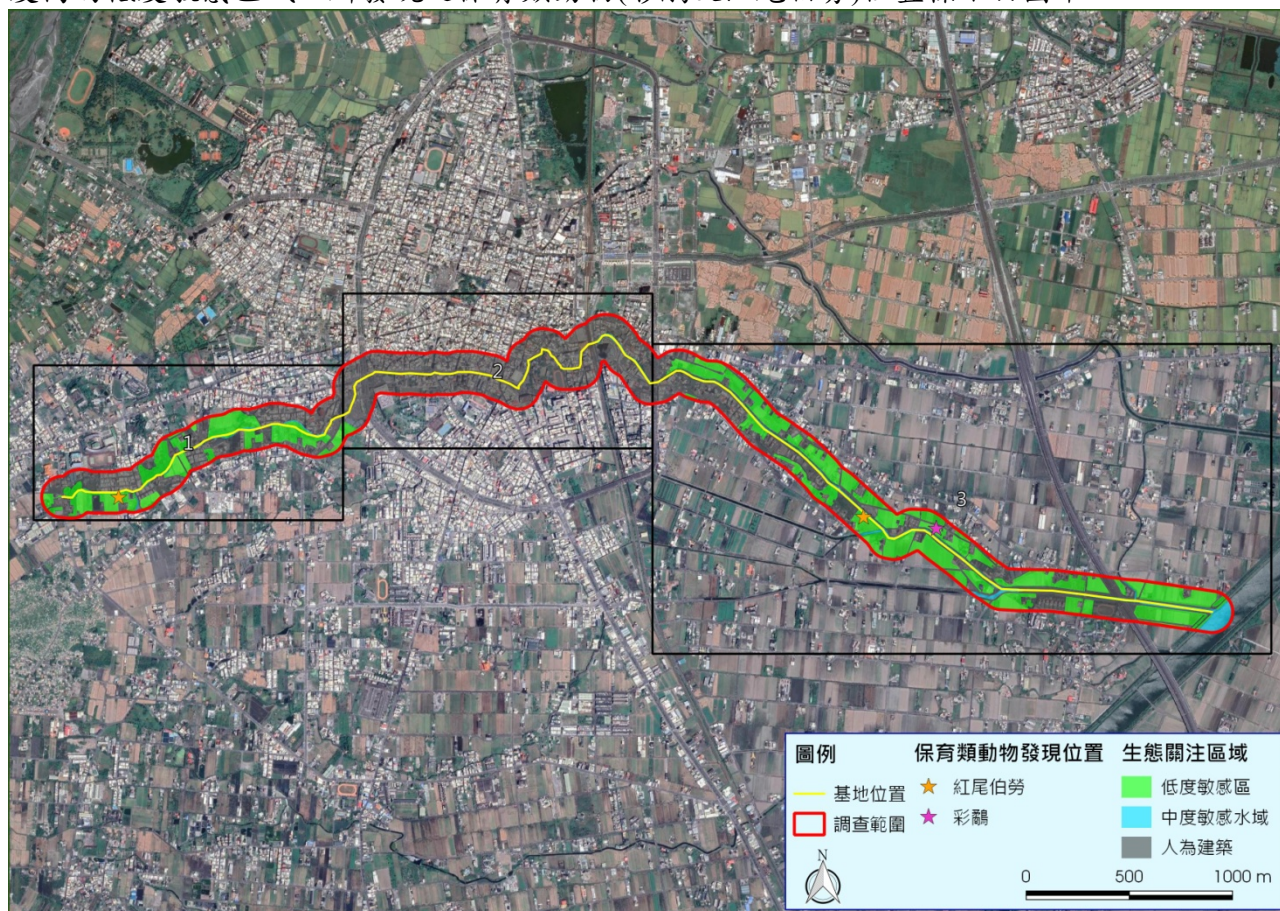 2
1
3
圖例
基地位置
調查範圍
N
保育類動物發現位置
紅尾伯勞
彩鷸
生態關注區域
低度敏感區
中度敏感水域
人為建築
0 500 1000 m